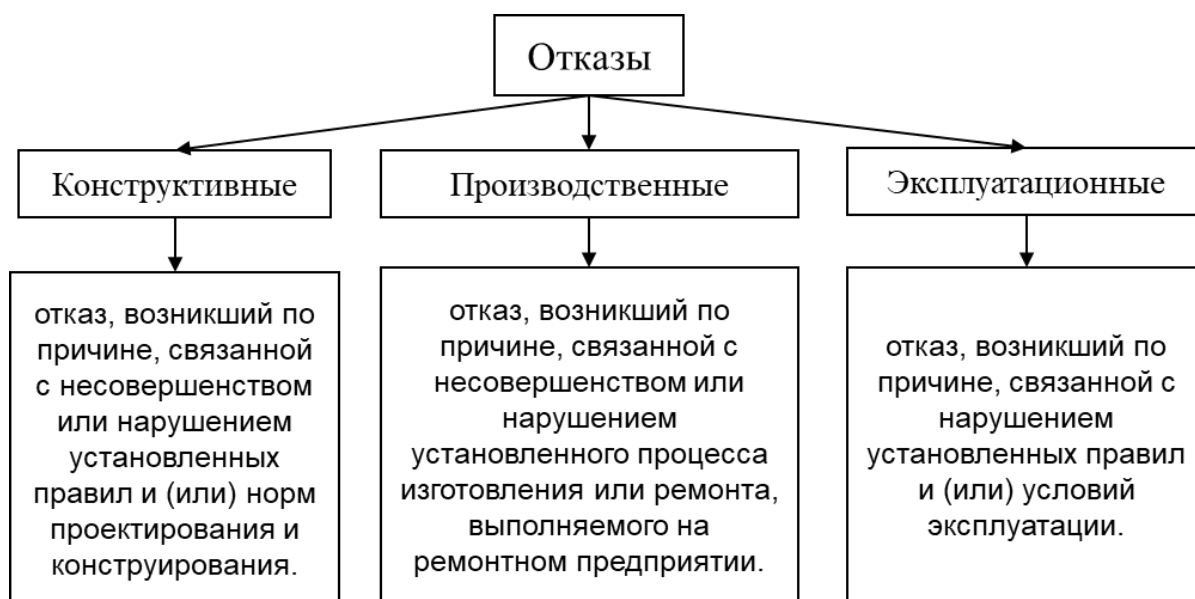 Отказы
Конструктивные
Производственные
Эксплуатационные
отказ, возникший по
причине, связанной
с несовершенством
или нарушением
установленных
правил и (или) норм
проектирования и
конструирования.
отказ, возникший по
причине, связанной с
несовершенством или
нарушением
установленного процесса
изготовления или ремонта,
выполняемого на
ремонтном предприятии.
отказ, возникший по
причине, связанной с
нарушением
установленных правил
и (или) условий
эксплуатации.